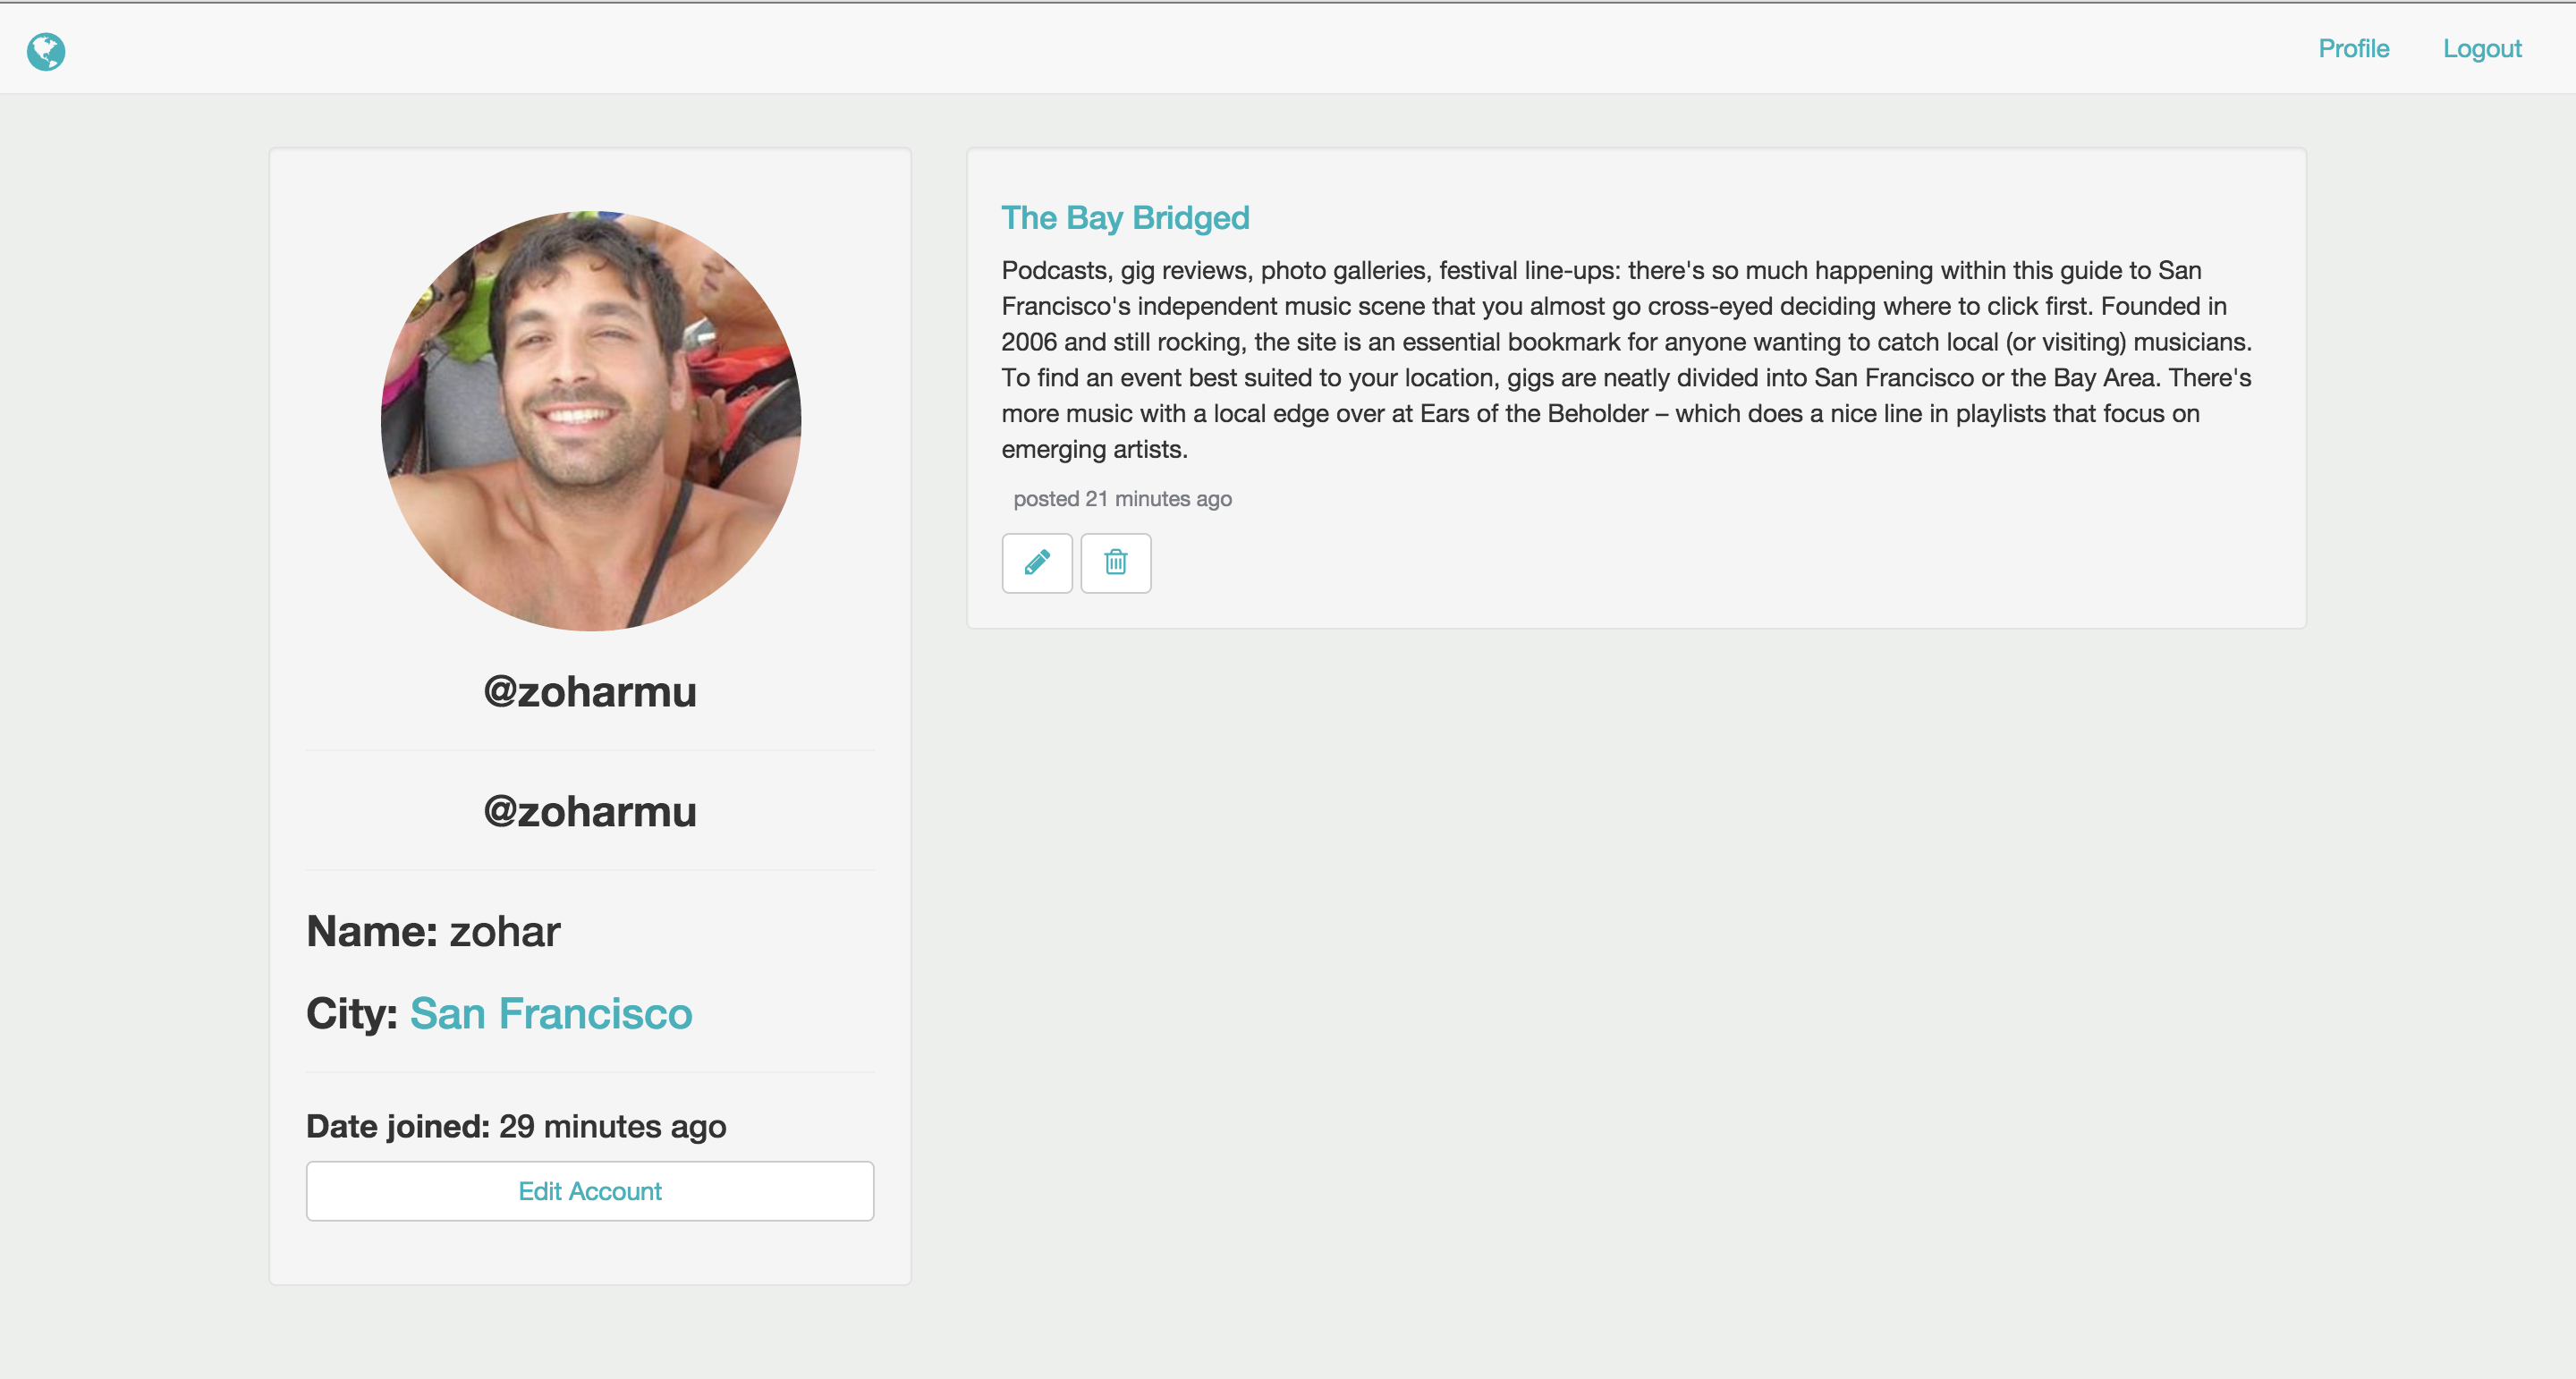 Profile Logout
@zoharmu
@zoharmu
Name: zohar
City: San Francisco
Date joined: 29 minutes ago
Edit Account
The Bay Bridged
Podcasts, gig reviews, photo galleries, festival line-ups: there's so much happening within this guide to San
Francisco's independent music scene that you almost go cross-eyed deciding where to click first. Founded in
2006 and still rocking, the site is an essential bookmark for anyone wanting to catch local (or visiting) musicians.
To find an event best suited to your location, gigs are neatly divided into San Francisco or the Bay Area. There's
more music with a local edge over at Ears of the Beholder – which does a nice line in playlists that focus on
emerging artists.
posted 21 minutes ago